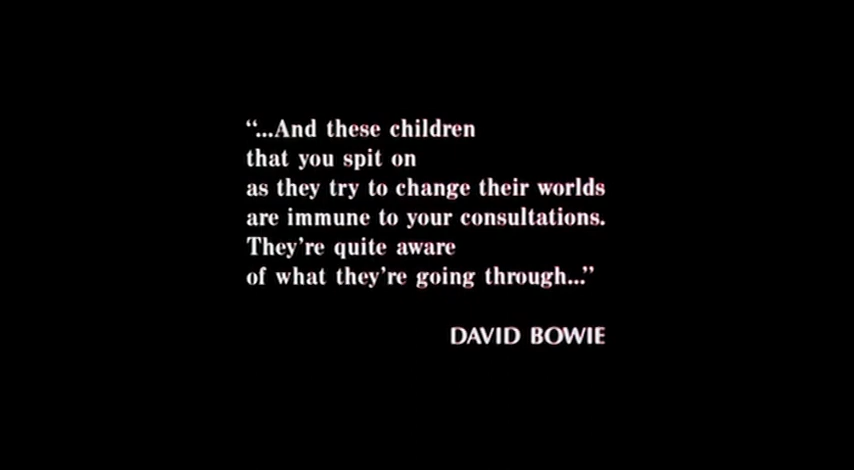 “...And these children
that you spit on
as they try to change their worlds
are immune to your consultations.
They’re quite aware
of what they’re going through...”
DAVID BOWIE